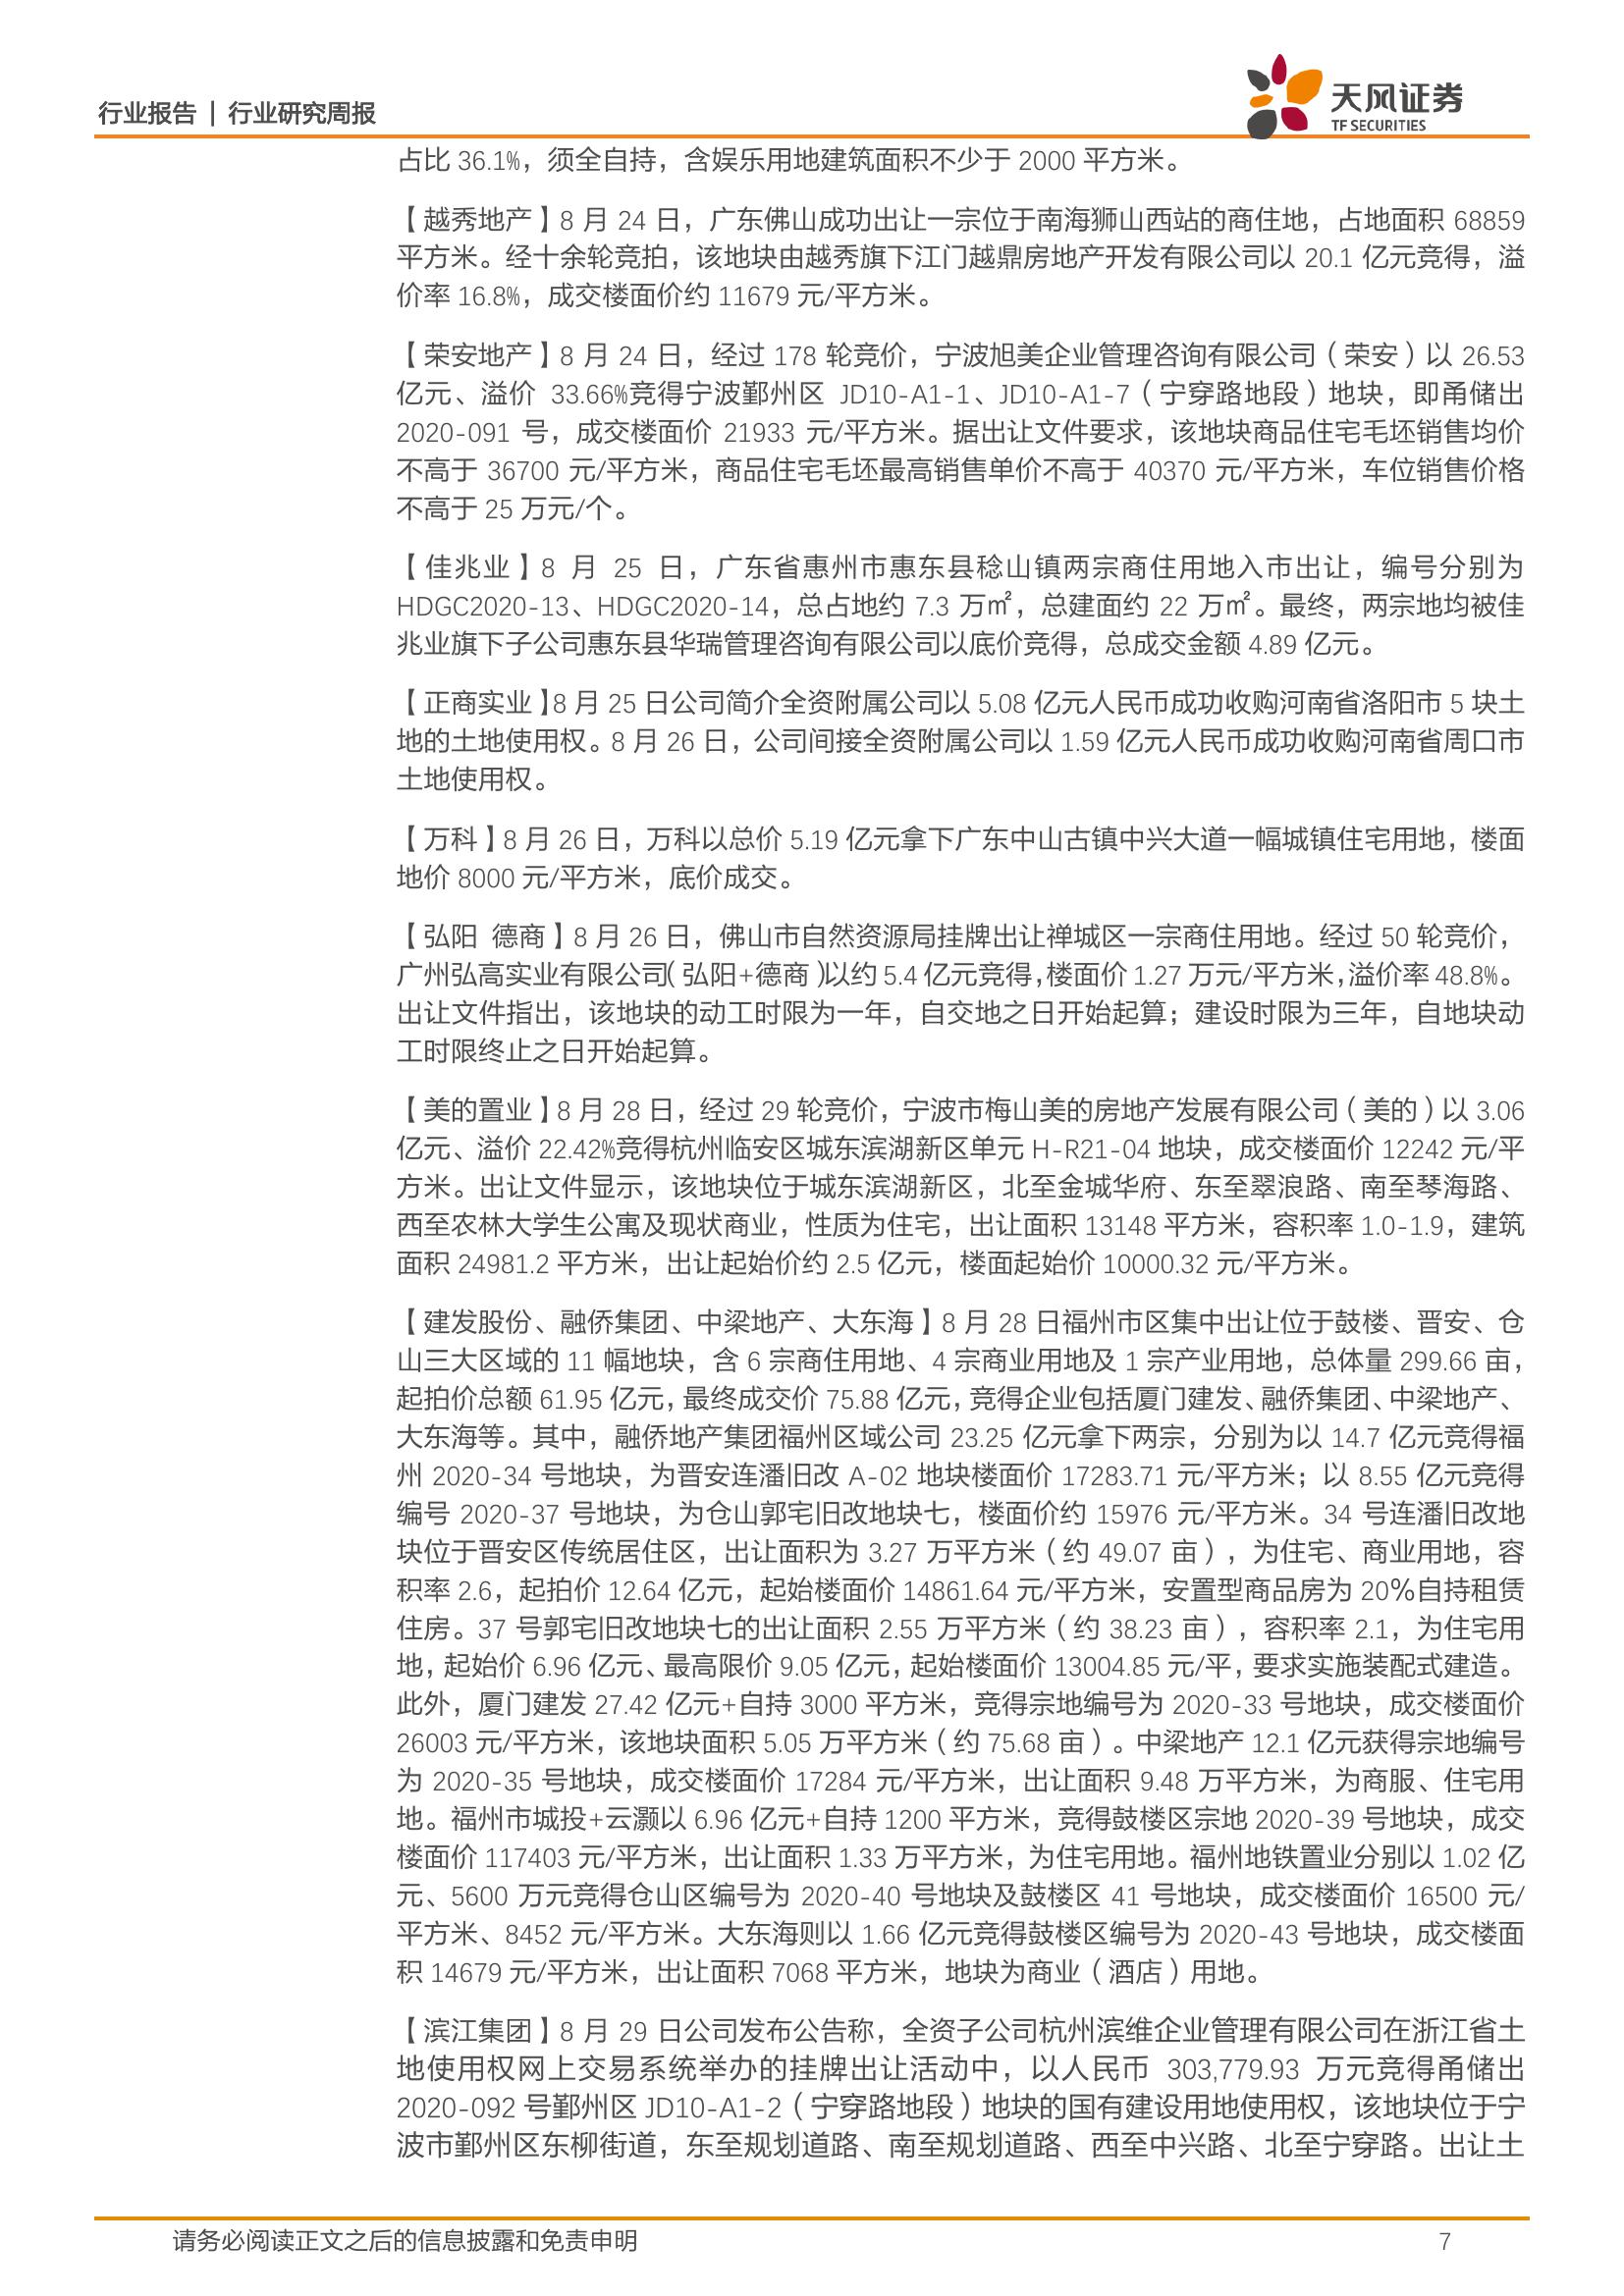 行业报告 | 行业研究周报
天风证券
TF SECURITIES
占比 36.1%，须全自持，含娱乐用地建筑面积不少于 2000 平方米。
【越秀地产】8 月 24 日，广东佛山成功出让一宗位于南海狮山西站的商住地，占地面积 68859
平方米。经十余轮竞拍，该地块由越秀旗下江门越鼎房地产开发有限公司以 20.1 亿元竞得，溢
价率 16.8%，成交楼面价约 11679 元/平方米。
【荣安地产】8 月 24 日，经过 178 轮竞价，宁波旭美企业管理咨询有限公司（荣安）以 26.53
亿元、溢价 33.66%竞得宁波鄞州区 JD10-A1-1、JD10-A1-7（宁穿路地段）地块，即甬储出
2020-091 号，成交楼面价 21933 元/平方米。据出让文件要求，该地块商品住宅毛坯销售均价
不高于 36700 元/平方米，商品住宅毛坯最高销售单价不高于 40370 元/平方米，车位销售价格
不高于 25 万元/个。
【佳兆业】8 月 25 日，广东省惠州市惠东县稔山镇两宗商住用地入市出让，编号分别为
HDGC2020-13、HDGC2020-14，总占地约 7.3 万㎡，总建面约 22 万㎡。最终，两宗地均被佳
兆业旗下子公司惠东县华瑞管理咨询有限公司以底价竞得，总成交金额 4.89 亿元。
【正商实业】8 月 25 日公司简介全资附属公司以 5.08 亿元人民币成功收购河南省洛阳市 5 块土
地的土地使用权。8 月 26 日，公司间接全资附属公司以 1.59 亿元人民币成功收购河南省周口市
土地使用权。
【万科】8 月 26 日，万科以总价 5.19 亿元拿下广东中山古镇中兴大道一幅城镇住宅用地，楼面
地价 8000 元/平方米，底价成交。
【弘阳 德商】8 月 26 日，佛山市自然资源局挂牌出让禅城区一宗商住用地。经过 50 轮竞价，
广州弘高实业有限公司（弘阳+德商）以约 5.4 亿元竞得，楼面价 1.27 万元/平方米，溢价率 48.8%。
出让文件指出，该地块的动工时限为一年，自交地之日开始起算；建设时限为三年，自地块动
工时限终止之日开始起算。
【美的置业】8 月 28 日，经过 29 轮竞价，宁波市梅山美的房地产发展有限公司（美的）以 3.06
亿元、溢价 22.42%竞得杭州临安区城东滨湖新区单元 H-R21-04 地块，成交楼面价 12242 元/平
方米。出让文件显示，该地块位于城东滨湖新区，北至金城华府、东至翠浪路、南至琴海路、
西至农林大学生公寓及现状商业，性质为住宅，出让面积 13148 平方米，容积率 1.0-1.9，建筑
面积 24981.2 平方米，出让起始价约 2.5 亿元，楼面起始价 10000.32 元/平方米。
【建发股份、融侨集团、中梁地产、大东海】8 月 28 日福州市区集中出让位于鼓楼、晋安、仓
山三大区域的 11 幅地块，含 6 宗商住用地、4 宗商业用地及 1 宗产业用地，总体量 299.66 亩，
起拍价总额 61.95 亿元，最终成交价 75.88 亿元，竞得企业包括厦门建发、融侨集团、中梁地产、
大东海等。其中，融侨地产集团福州区域公司 23.25 亿元拿下两宗，分别为以 14.7 亿元竞得福
州 2020-34 号地块，为晋安连潘旧改 A-02 地块楼面价 17283.71 元/平方米；以 8.55 亿元竞得
编号 2020-37 号地块，为仓山郭宅旧改地块七，楼面价约 15976 元/平方米。34 号连潘旧改地
块位于晋安区传统居住区，出让面积为 3.27 万平方米（约 49.07 亩），为住宅、商业用地，容
积率 2.6，起拍价 12.64 亿元，起始楼面价 14861.64 元/平方米，安置型商品房为 20%自持租赁
住房。37 号郭宅旧改地块七的出让面积 2.55 万平方米（约 38.23 亩），容积率 2.1，为住宅用
地，起始价 6.96 亿元、最高限价 9.05 亿元，起始楼面价 13004.85 元/平，要求实施装配式建造。
此外，厦门建发 27.42 亿元+自持 3000 平方米，竞得宗地编号为 2020-33 号地块，成交楼面价
26003 元/平方米，该地块面积 5.05 万平方米（约 75.68 亩）。中梁地产 12.1 亿元获得宗地编号
为 2020-35 号地块，成交楼面价 17284 元/平方米，出让面积 9.48 万平方米，为商服、住宅用
地。福州市城投+云灏以 6.96 亿元+自持 1200 平方米，竞得鼓楼区宗地 2020-39 号地块，成交
楼面价 117403 元/平方米，出让面积 1.33 万平方米，为住宅用地。福州地铁置业分别以 1.02 亿
元、5600 万元竞得仓山区编号为 2020-40 号地块及鼓楼区 41 号地块，成交楼面价 16500 元/
平方米、8452 元/平方米。大东海则以 1.66 亿元竞得鼓楼区编号为 2020-43 号地块，成交楼面
积 14679 元/平方米，出让面积 7068 平方米，地块为商业（酒店）用地。
【滨江集团】8 月 29 日公司发布公告称，全资子公司杭州滨维企业管理有限公司在浙江省土
地使用权网上交易系统举办的挂牌出让活动中，以人民币 303,779.93 万元竞得甬储出
2020-092 号鄞州区 JD10-A1-2（宁穿路地段）地块的国有建设用地使用权，该地块位于宁
波市鄞州区东柳街道，东至规划道路、南至规划道路、西至中兴路、北至宁穿路。出让土
请务必阅读正文之后的信息披露和免责申明
7